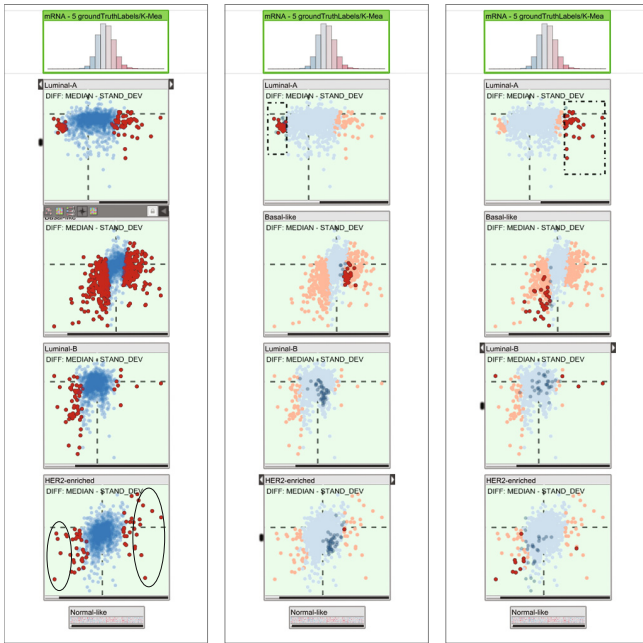 mRNA - 5 groundTruthLabels/K-Mea
Luminal-A
DIFF: MEDIAN - STAND_DEV
Basal-like
DIFF: MEDIAN - STAND_DEV
Luminal-B
DIFF: MEDIAN - STAND_DEV
HER2-enriched
DIFF: MEDIAN - STAND_DEV
Normal-like
mRNA - 5 groundTruthLabels/K-Mea
Luminal-A
DIFF: MEDIAN - STAND_DEV
Basal-like
DIFF: MEDIAN - STAND_DEV
Luminal-B
DIFF: MEDIAN - STAND_DEV
HER2-enriched
DIFF: MEDIAN - STAND_DEV
Normal-like
mRNA - 5 groundTruthLabels/K-Mea
Luminal-A
DIFF: MEDIAN - STAND_DEV
Basal-like
DIFF: MEDIAN - STAND_DEV
Luminal-B
DIFF: MEDIAN - STAND_DEV
HER2-enriched
DIFF: MEDIAN - STAND_DEV
Normal-like